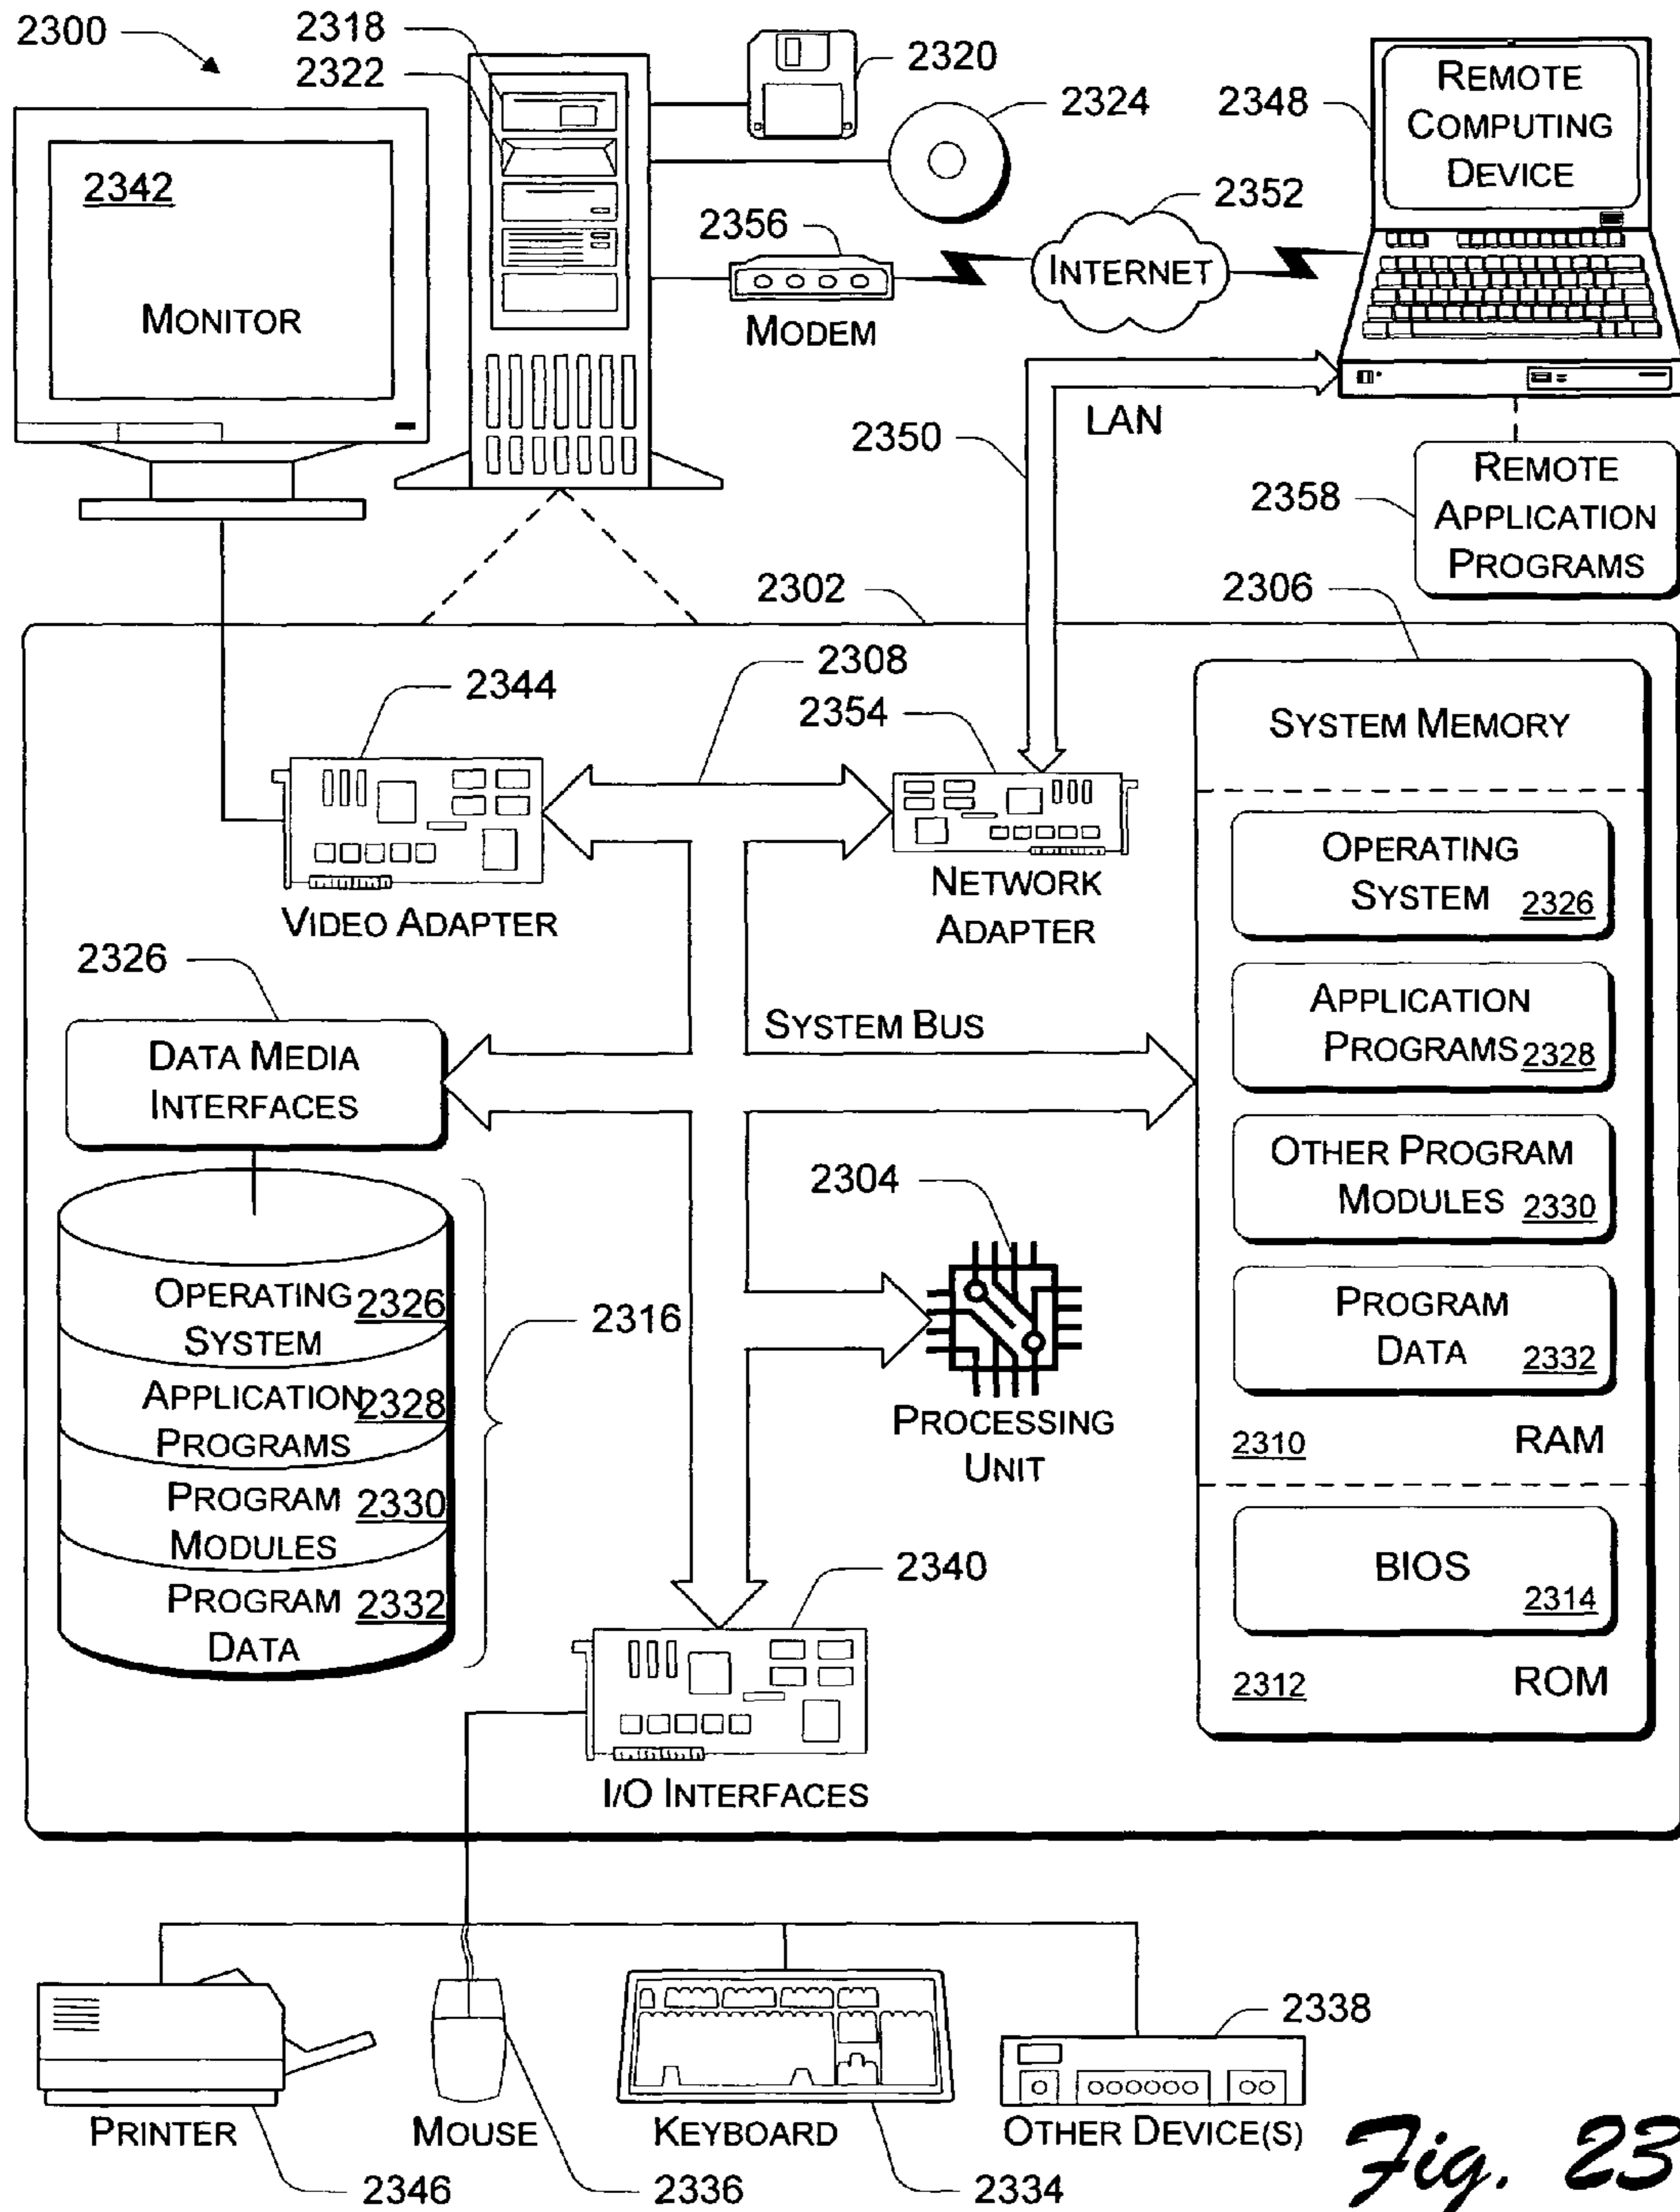 2300
2318
2322
2320
2324
2348
REMOTE
COMPUTING
DEVICE
2342
MONITOR
2356
MODEM
2352
INTERNET
2350
LAN
2358
REMOTE
APPLICATION
PROGRAMS
2302
2306
2344
2308
2354
VIDEO ADAPTER
NETWORK
ADAPTER
SYSTEM MEMORY
OPERATING
SYSTEM 2326
APPLICATION
PROGRAMS 2328
OTHER PROGRAM
MODULES 2330
PROGRAM
DATA 2332
2310 RAM
BIOS
2314
2312 ROM
2326
DATA MEDIA
INTERFACES
SYSTEM BUS
2304
PROCESSING
UNIT
OPERATING 2326
SYSTEM
APPLICATION 2328
PROGRAMS
PROGRAM 2330
MODULES
PROGRAM 2332
DATA
2316
2340
I/O INTERFACES
2338
PRINTER
MOUSE
KEYBOARD
OTHER DEVICE(S)
2346
2336
2334
Fig. 23